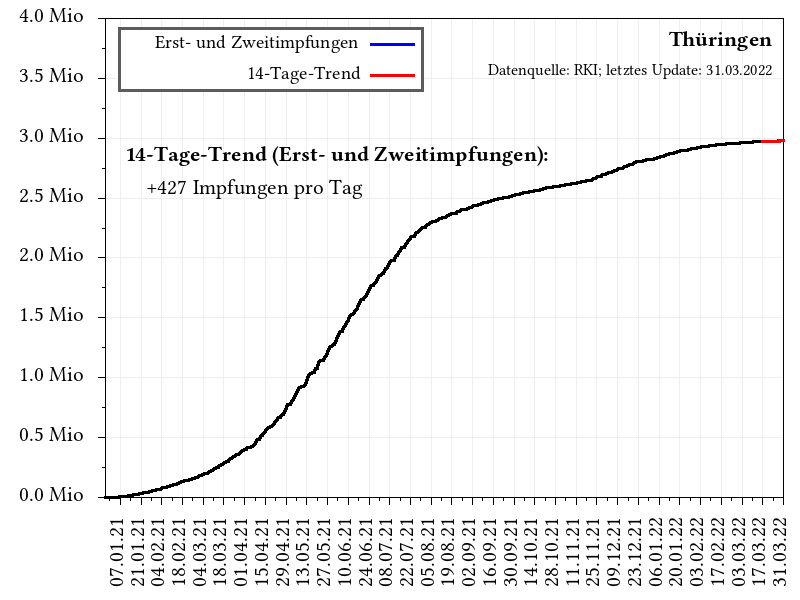 4.0 Mio
3.5 Mio
3.0 Mio
2.5 Mio
2.0 Mio
1.5 Mio
1.0 Mio
0.5 Mio
0.0 Mio
Erst- und Zweitimpfungen
14-Tage-Trend
Thüringen
Datenquelle: RKI; letztes Update: 31.03.2022
14-Tage-Trend (Erst- und Zweitimpfungen):
+427 Impfungen pro Tag
07.01.21
21.01.21
04.02.21
18.02.21
04.03.21
18.03.21
01.04.21
15.04.21
29.04.21
13.05.21
27.05.21
10.06.21
24.06.21
08.07.21
22.07.21
05.08.21
19.08.21
02.09.21
16.09.21
30.09.21
14.10.21
28.10.21
11.11.21
25.11.21
09.12.21
23.12.21
06.01.22
20.01.22
03.02.22
17.02.22
03.03.22
17.03.22
31.03.22